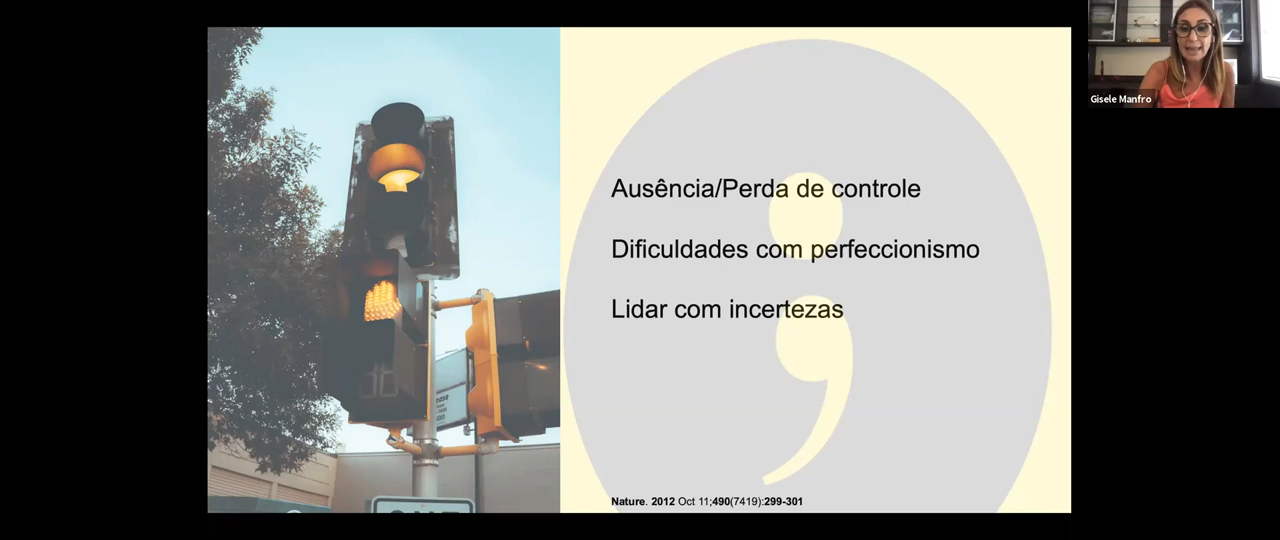 Gisele Manfro
Ausência/Perda de controle
Dificuldades com perfeccionismo
Lidar com incertezas
Nature. 2012 Oct 11;490(7419):299-301